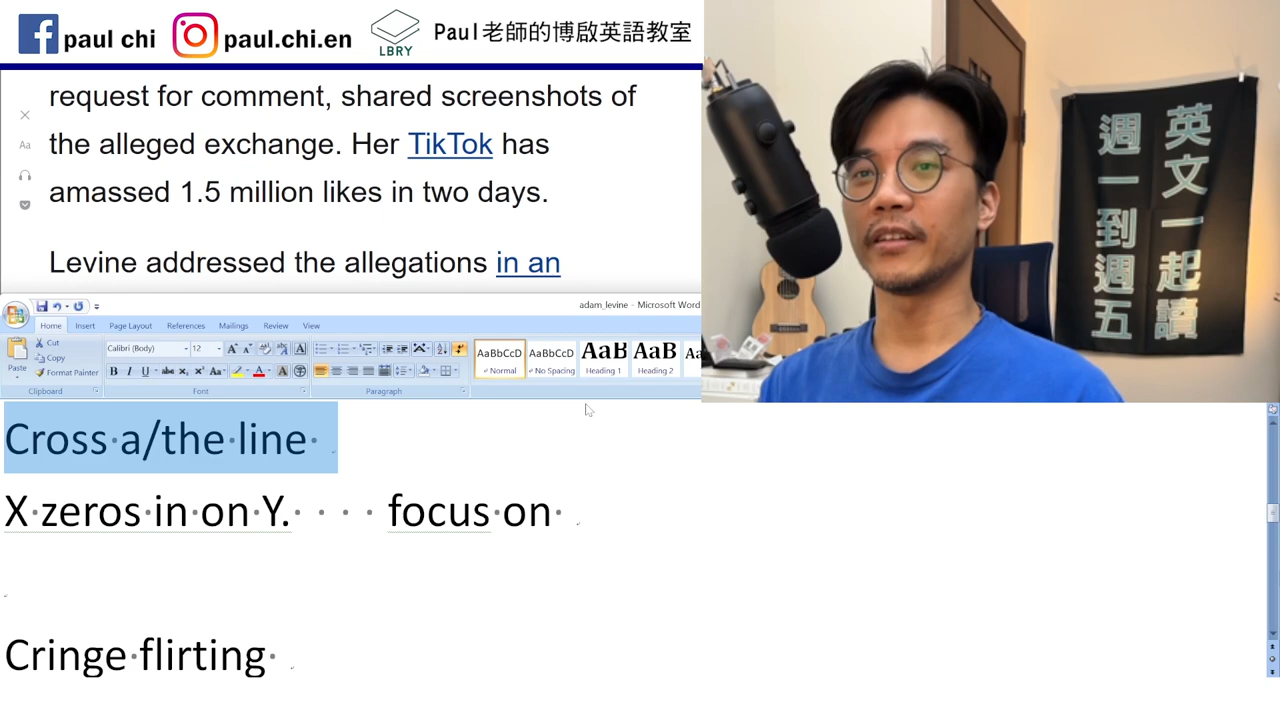 paul chi
paul.chi.en
LBRY
Paul老師的博啟英語教室
request for comment, shared screenshots of
the alleged exchange. Her TikTok has
amassed 1.5 million likes in two days.
Levine addressed the allegations in an
Aa
adam_levine - Microsoft Word
Home Insert Page Layout References Mailings Review View
Paste
Cut
Copy
Format Painter
Clipboard
Calibri (Body) 12
Font
Paragraph
AaBbCcD AaBbCcD AaBb AaBb Aa
Normal No Spacing Heading 1 Heading 2
Cross a/the line
X zeros in on Y. focus on
Cringe flirting
英文一起讀
週一到週五